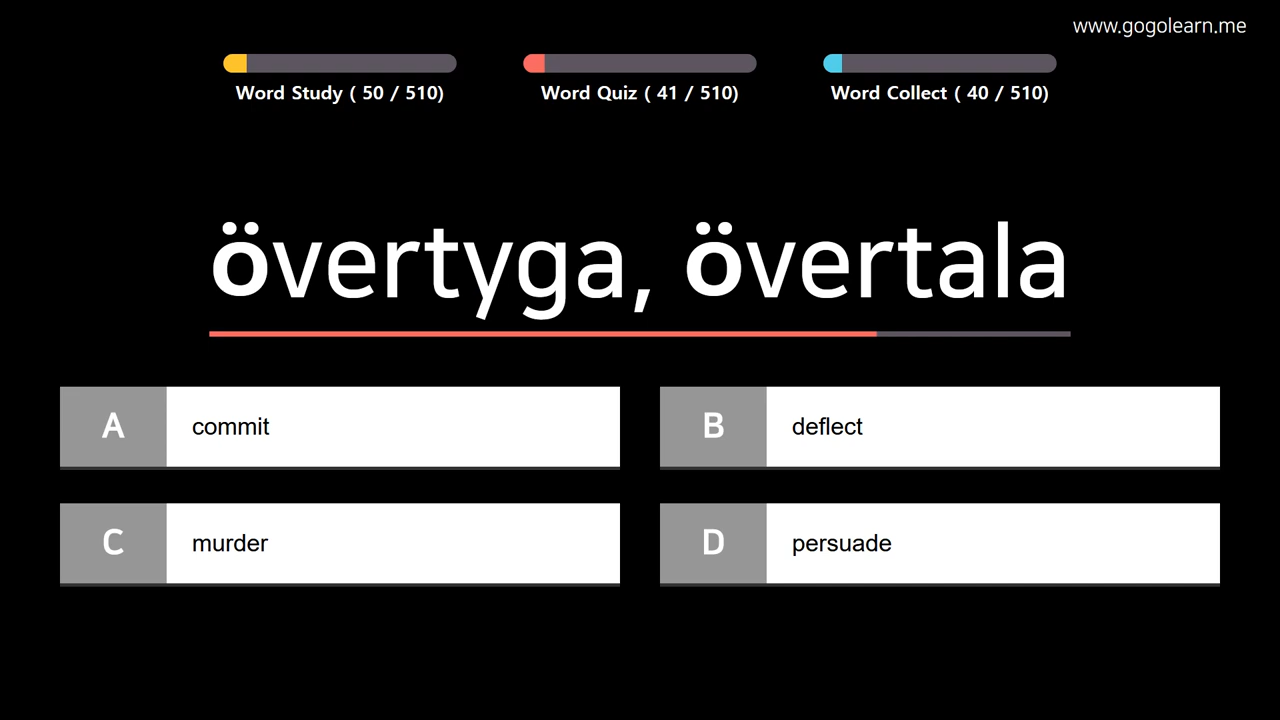 www.gogolearn.me
Word Study ( 50 / 510)
Word Quiz ( 41 / 510)
Word Collect ( 40 / 510)
övertyga, övertala
A commit
B deflect
C murder
D persuade